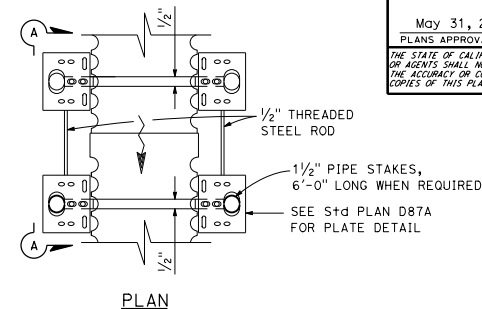 A
1/2"
May 31, 2
PLANS APPROV
THE STATE OF
OR AGENTS SHALL
THE ACCURACY OR
COPIES OF THIS
1/2" THREADED
STEEL ROD
1 1/2" PIPE STAKES,
6'-0" LONG WHEN REQUIRED
SEE Std PLAN D87A
FOR PLATE DETAIL
A
1/2"
PLAN